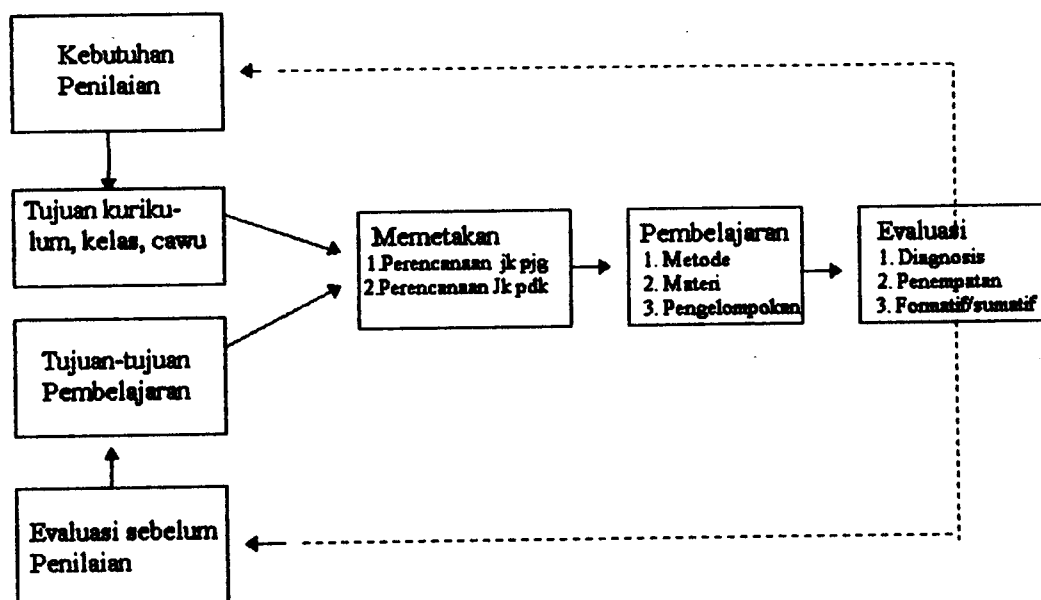 Kebutuhan
Penilaian
Tujuan kuriku-
lum, kelas, cawu
Tujuan-tujuan
Pembelajaran
Evaluasi sebelum
Penilaian
Memetakan
1.Perencanaan jk pjg
2.Perencanaan Jk pdk
Pembelajaran
1. Metode
2. Materi
3. Pengelompokan
Evaluasi
1. Diagnosis
2. Penempatan
3. Formatif/sumatif